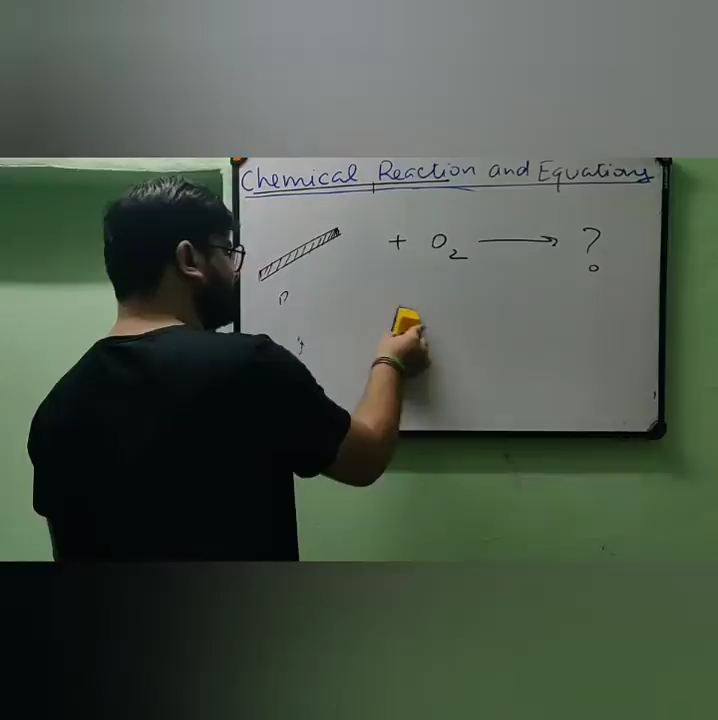 Chemical Reaction and Equations
+ O₂ ⟶ ?